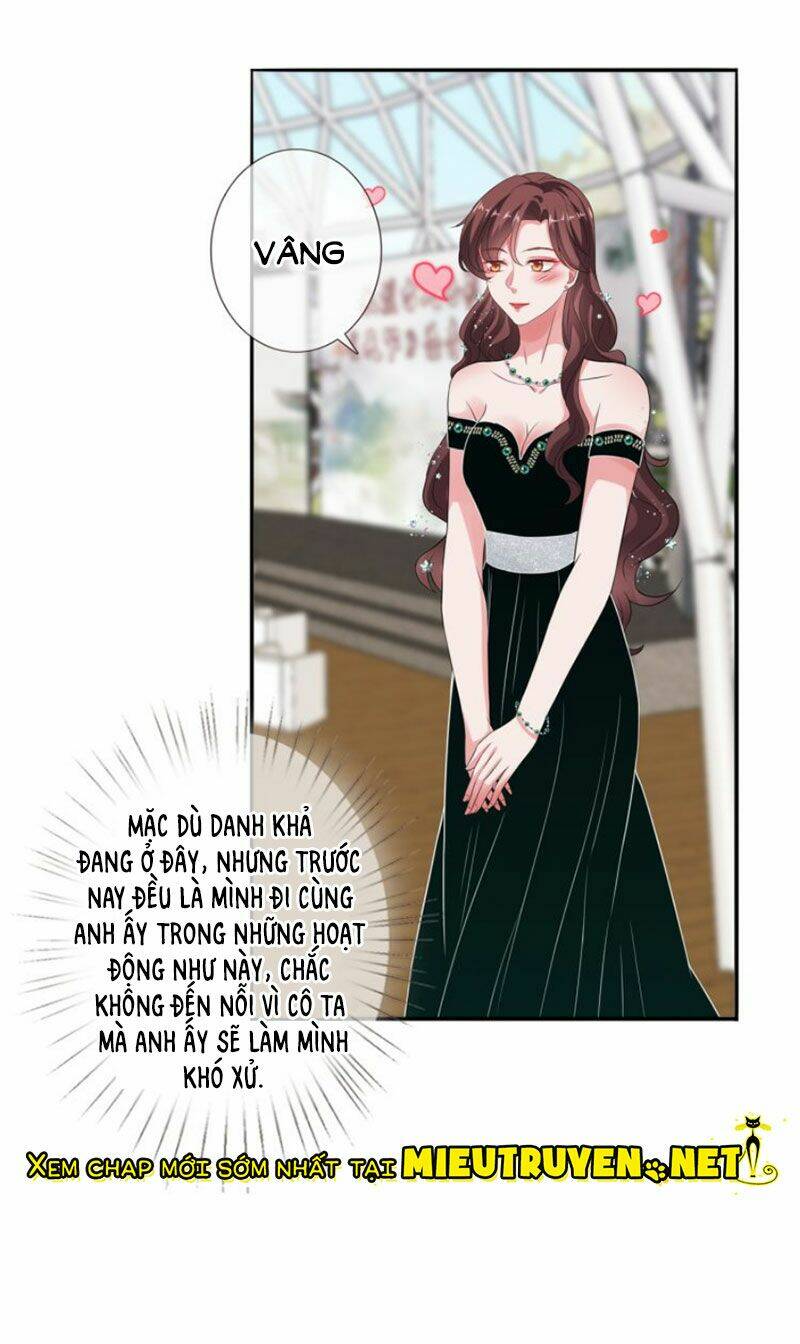 VÂNG
MẶC DÙ DANH KHẢ
ĐANG Ở ĐÂY, NHƯNG TRƯỚC
NAY ĐỀU LÀ MÌNH ĐI CÙNG
ANH ẤY TRONG NHỮNG HOẠT
ĐỘNG NHƯ NÀY, CHẮC
KHÔNG ĐẾN NỖI VÌ CÔ TA
MÀ ANH ẤY SẼ LÀM MÌNH
KHÓ XỬ.
XEM CHAP MỚI SỚM NHẤT TẠI MIEUTRUYEN.NET